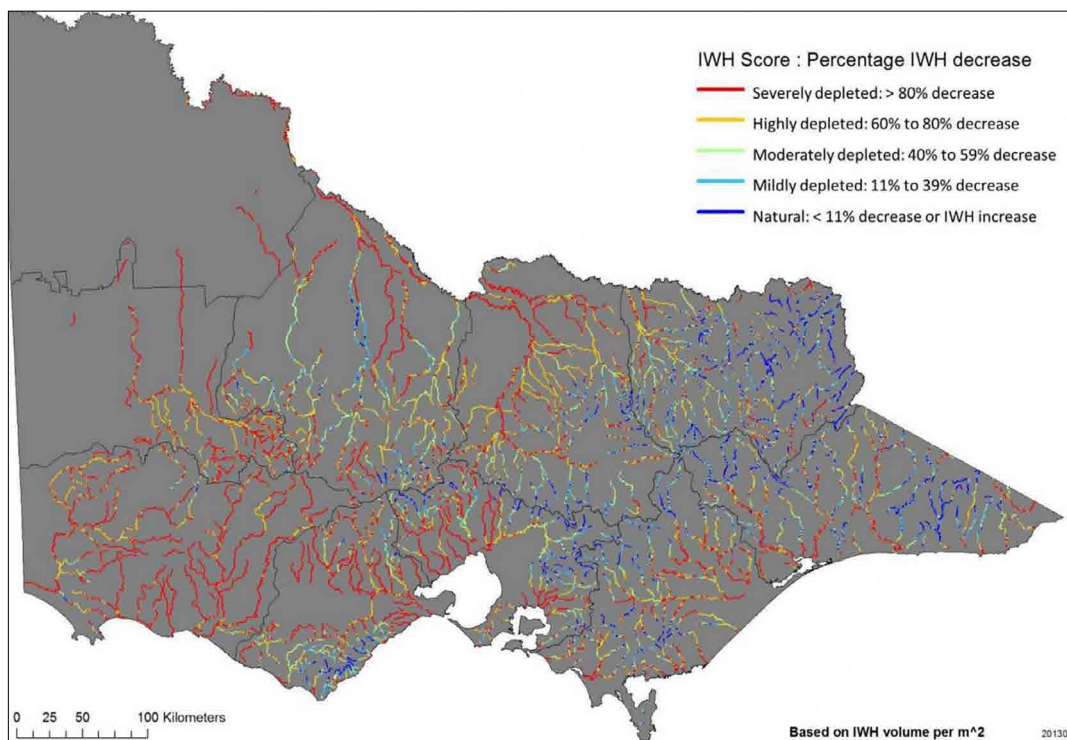 IWH Score : Percentage IWH decrease
Severely depleted: > 80% decrease
Highly depleted: 60% to 80% decrease
Moderately depleted: 40% to 59% decrease
Mildly depleted: 11% to 39% decrease
Natural: < 11% decrease or IWH increase
0 25 50 100 Kilometers
Based on IWH volume per m^2
20130